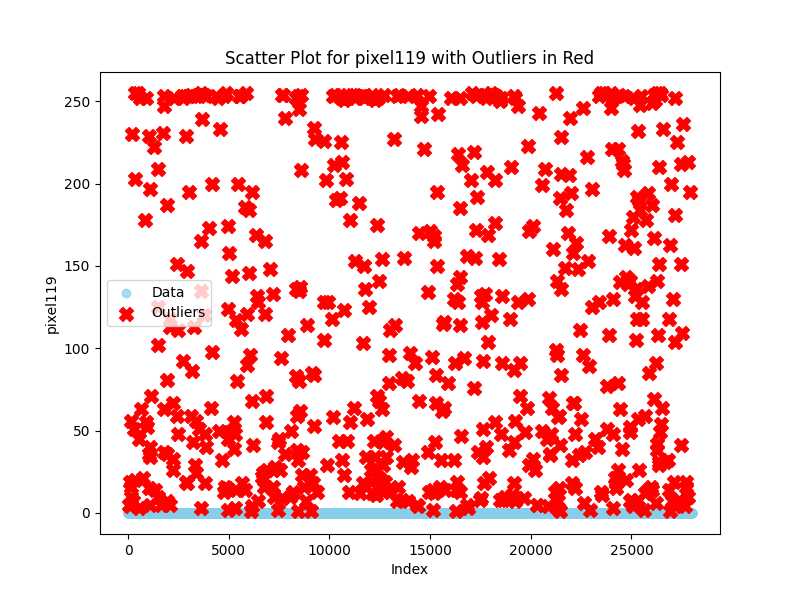 Scatter Plot for pixel119 with Outliers in Red
250
200
150
100
50
0
pixel119
Data
Outliers
0
5000
10000
15000
20000
25000
Index